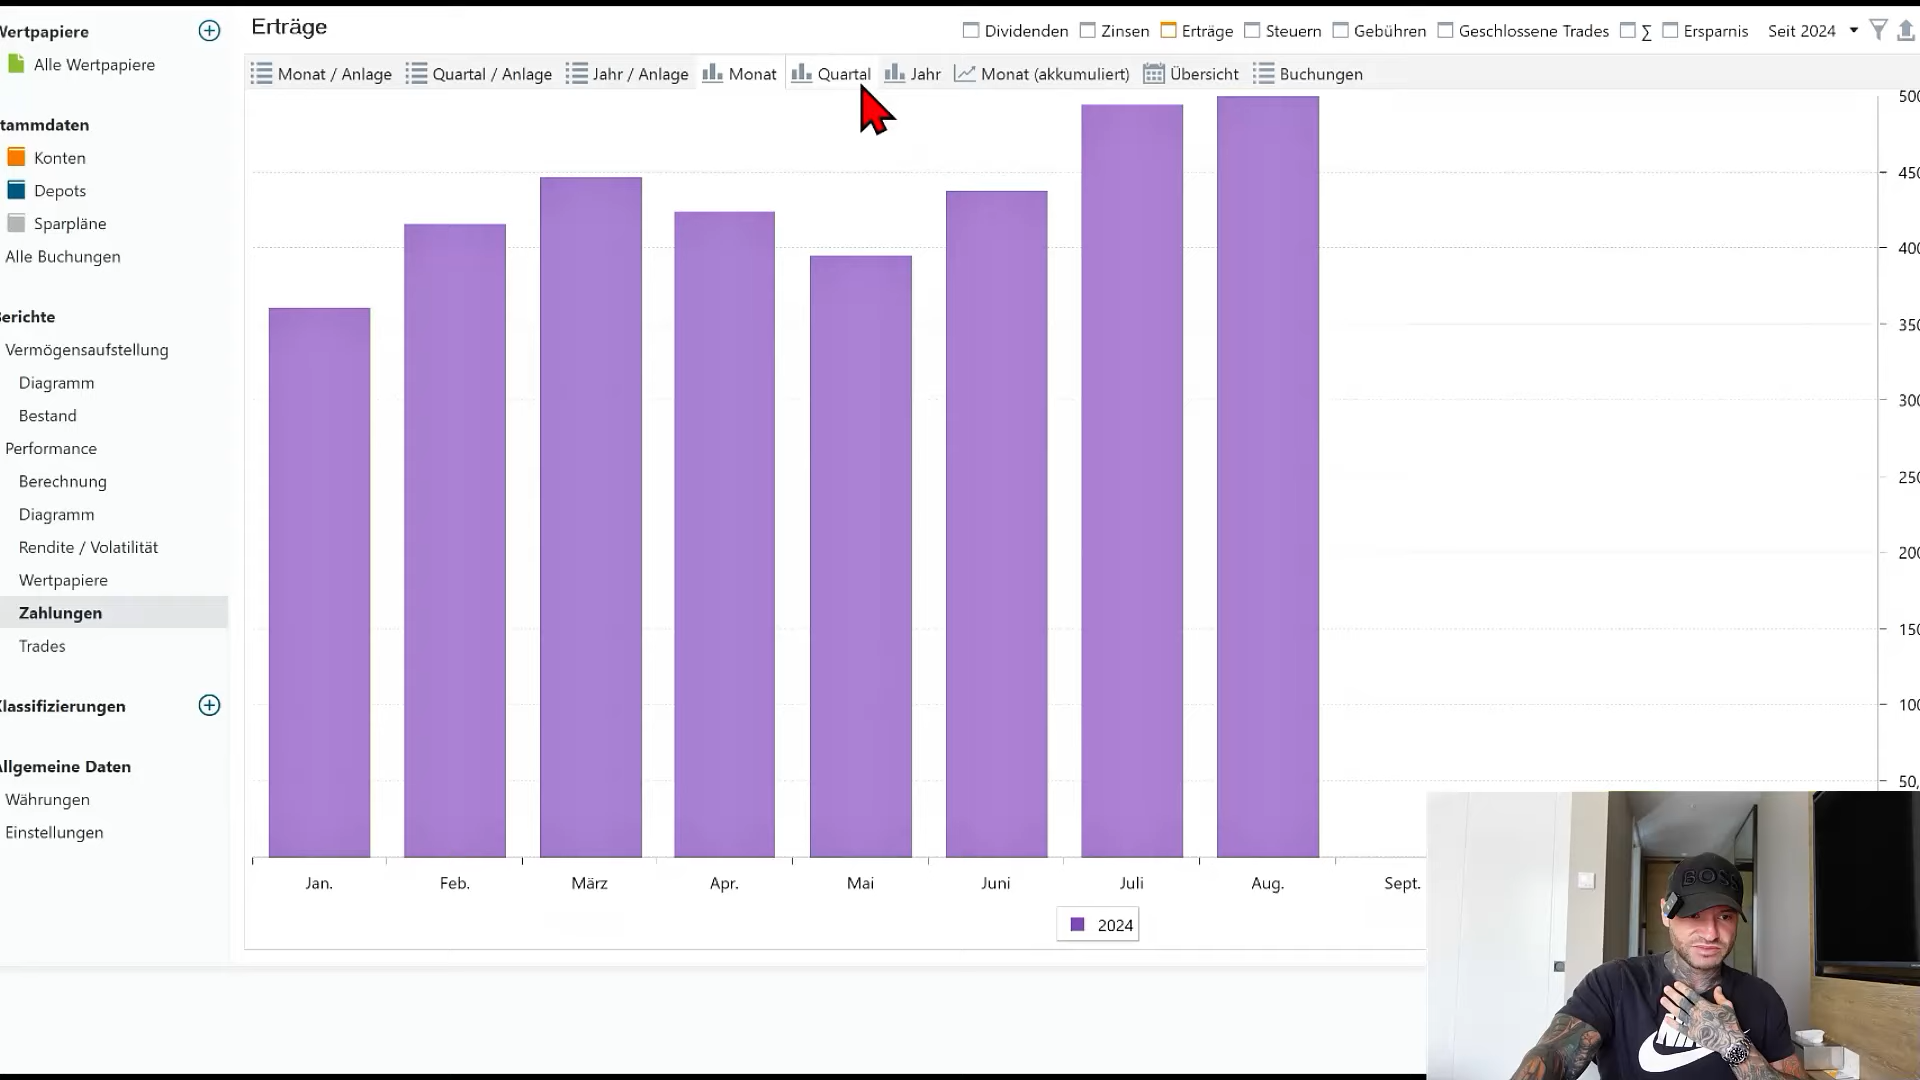 Wertpapiere
Alle Wertpapiere
tammdaten
Konten
Depots
Sparpläne
Alle Buchungen
erichte
Vermögensaufstellung
Diagramm
Bestand
Performance
Berechnung
Diagramm
Rendite / Volatilität
Wertpapiere
Zahlungen
Trades
Klassifizierungen
Allgemeine Daten
Währungen
Einstellungen
Erträge
Dividenden Zinsen Erträge Steuern Gebühren Geschlossene Trades ∑ Ersparnis Seit 2024
Monat / Anlage Quartal / Anlage Jahr / Anlage Monat Quartal Jahr Monat (akkumuliert) Übersicht Buchungen
500
450
400
350
300
250
200
150
100
50,
Jan. Feb. März Apr. Mai Juni Juli Aug. Sept.
2024
BOSS